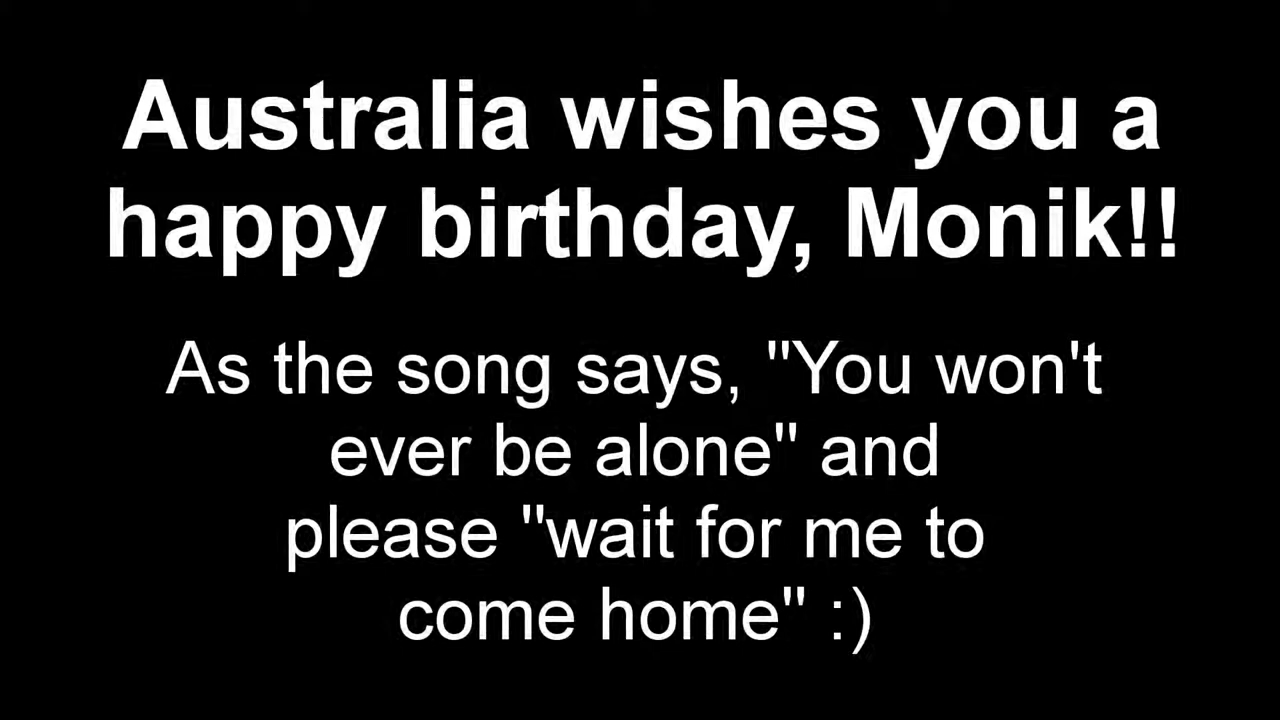 Australia wishes you a
happy birthday, Monik!!
As the song says, "You won't
ever be alone" and
please "wait for me to
come home" :)